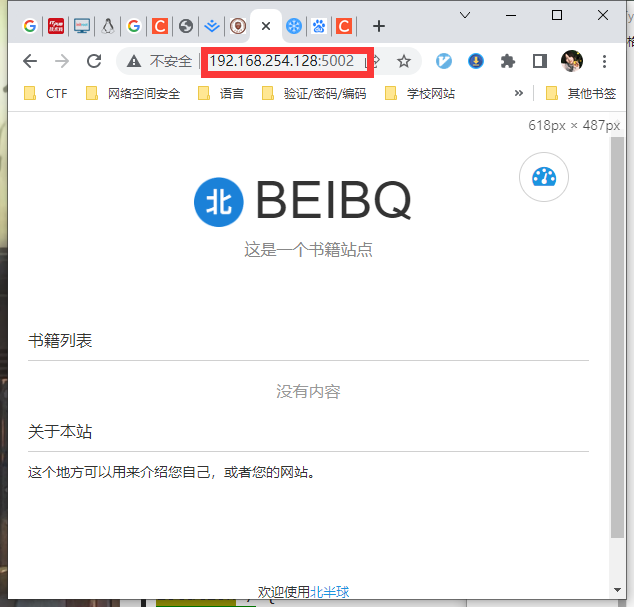 不安全 192.168.254.128:5002
CTF 网络空间安全 语言 验证/密码/编码 学校网站 » 其他书签
618px × 487px
北 BEIBQ
这是一个书籍站点
书籍列表
没有内容
关于本站
这个地方可以用来介绍您自己，或者您的网站。
欢迎使用北半球